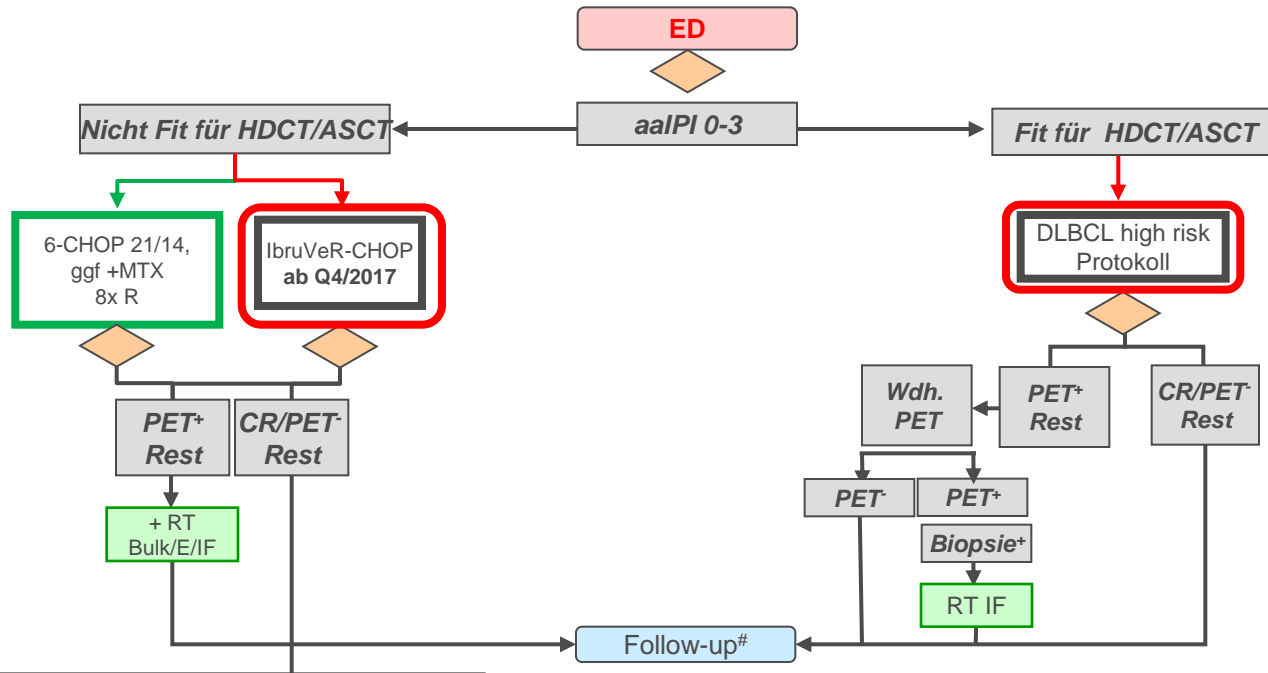 ED
aaIPI 0-3
Nicht Fit für HDCT/ASCT
Fit für HDCT/ASCT
6-CHOP 21/14,
ggf +MTX
8x R
IbruVeR-CHOP
ab Q4/2017
DLBCL high risk
Protokoll
PET⁺
Rest
CR/PET⁻
Rest
Wdh.
PET
PET⁺
Rest
CR/PET⁻
Rest
+ RT
Bulk/E/IF
PET⁻
PET⁺
Biopsie⁺
RT IF
Follow-up#